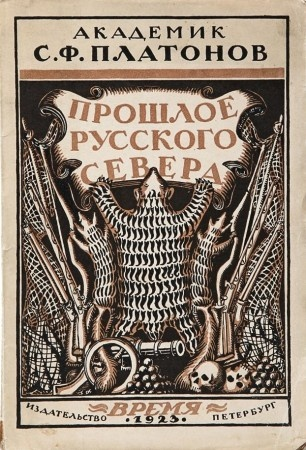 АКАДЕМИК
С.Ф.ПЛАТОНОВ
ПРОШЛОЕ
РУССКОГО
СЕВЕРА
ИЗДАТЕЛЬСТВО ВРЕМЯ ПЕТЕРБУРГ
·1923·